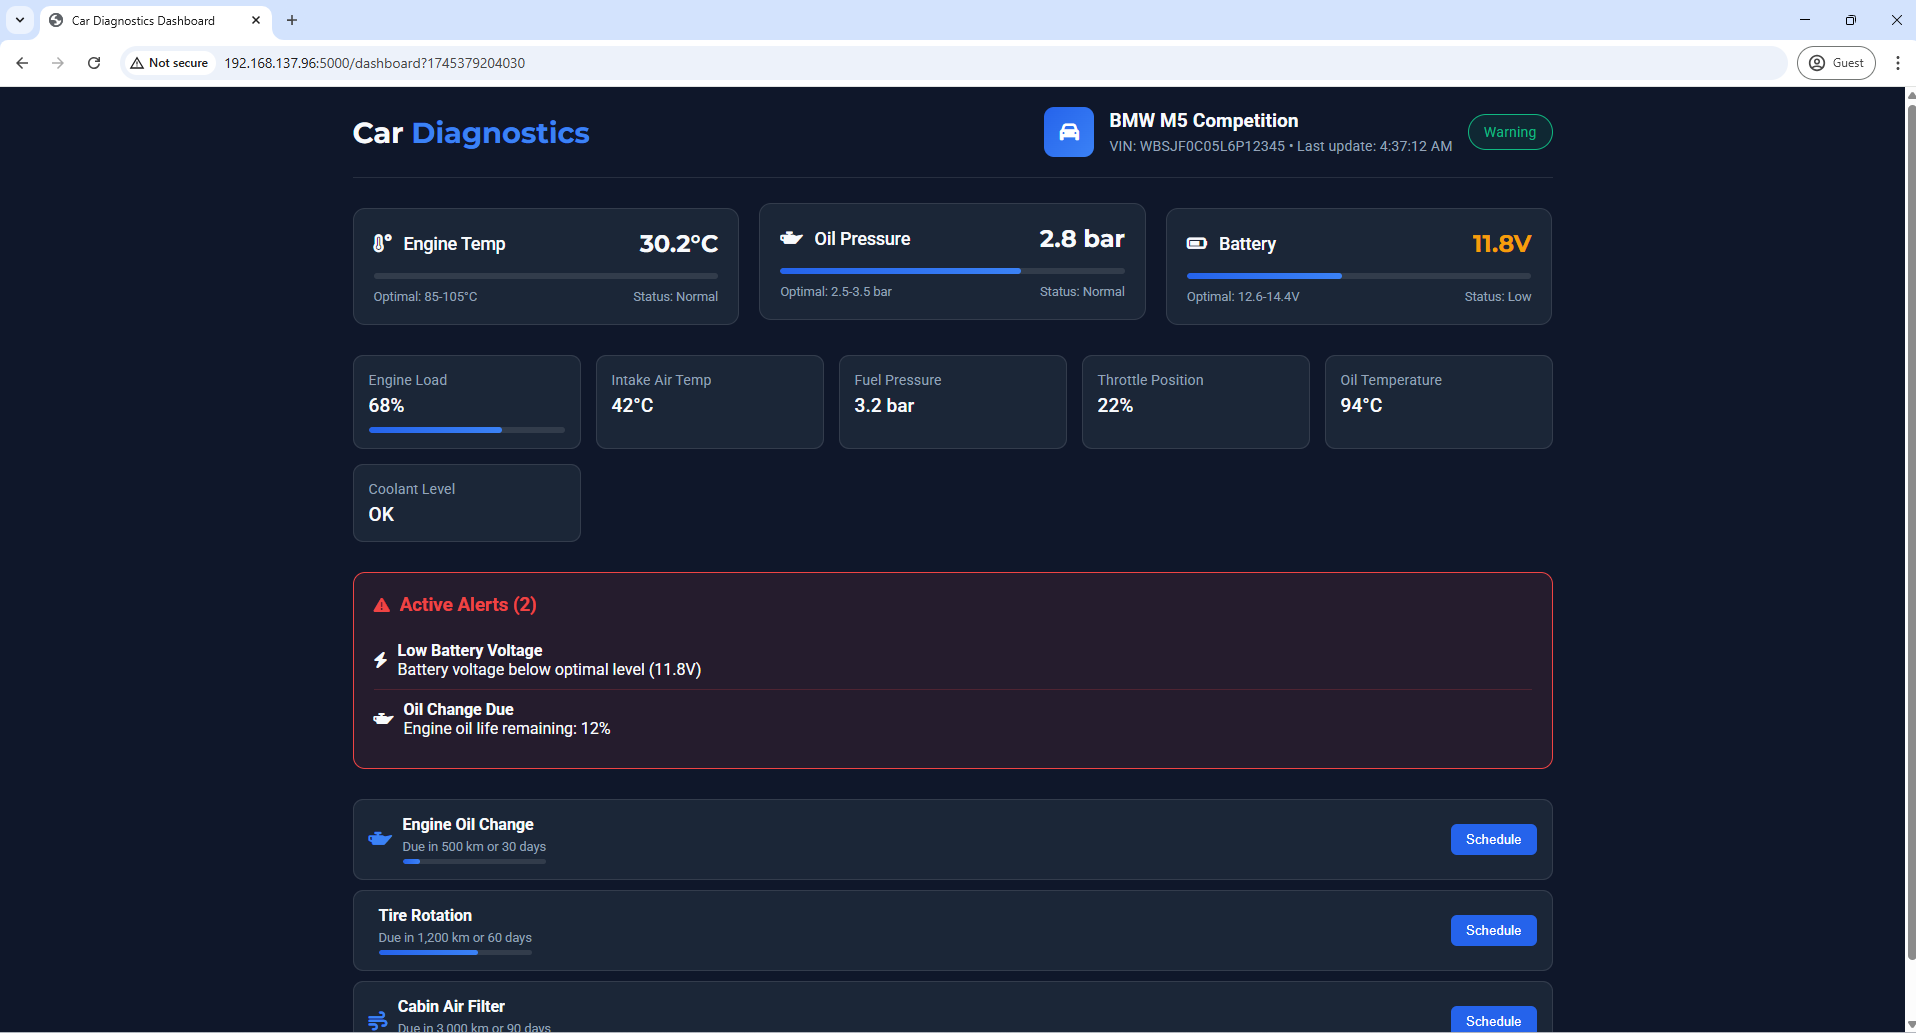 Car Diagnostics Dashboard
Not secure
192.168.137.96:5000/dashboard?1745379204030
Guest
Car Diagnostics
BMW M5 Competition
VIN: WBSJF0C05L6P12345 • Last update: 4:37:12 AM
Warning
Engine Temp
30.2°C
Optimal: 85-105°C
Status: Normal
Oil Pressure
2.8 bar
Optimal: 2.5-3.5 bar
Status: Normal
Battery
11.8V
Optimal: 12.6-14.4V
Status: Low
Engine Load
68%
Intake Air Temp
42°C
Fuel Pressure
3.2 bar
Throttle Position
22%
Oil Temperature
94°C
Coolant Level
OK
Active Alerts (2)
Low Battery Voltage
Battery voltage below optimal level (11.8V)
Oil Change Due
Engine oil life remaining: 12%
Engine Oil Change
Due in 500 km or 30 days
Schedule
Tire Rotation
Due in 1,200 km or 60 days
Schedule
Cabin Air Filter
Due in 3,000 km or 90 days
Schedule